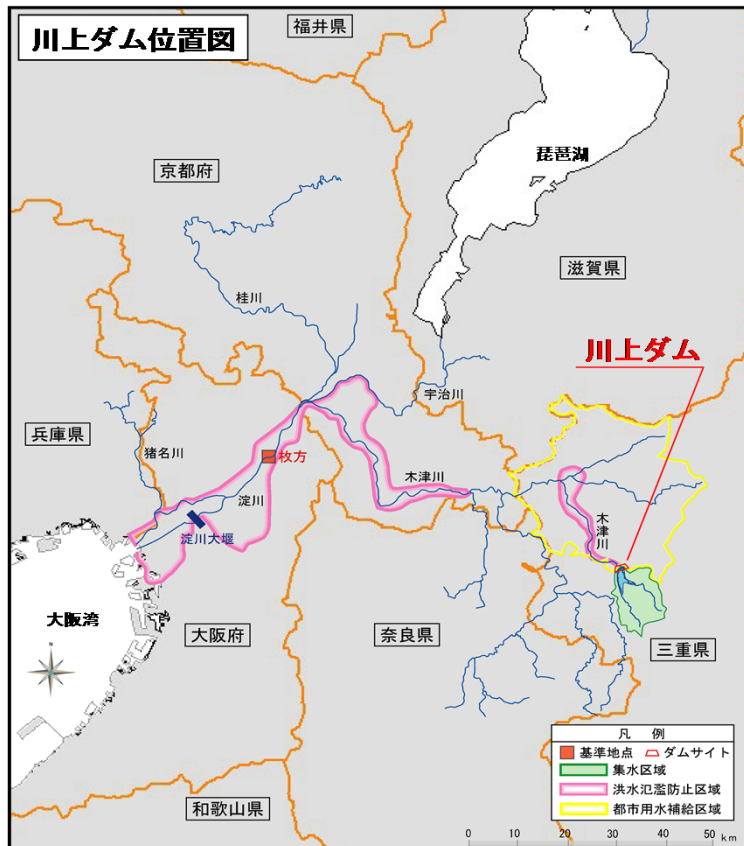 川上ダム位置図
福井県
京都府
琵琶湖
滋賀県
桂川
川上ダム
宇治川
兵庫県
猪名川
枚方
木津川
淀川
淀川大堰
木津川
大阪湾
大阪府
奈良県
三重県
和歌山県
凡 例
基準地点 ダムサイト
集水区域
洪水氾濫防止区域
都市用水補給区域
0 10 20 30 km